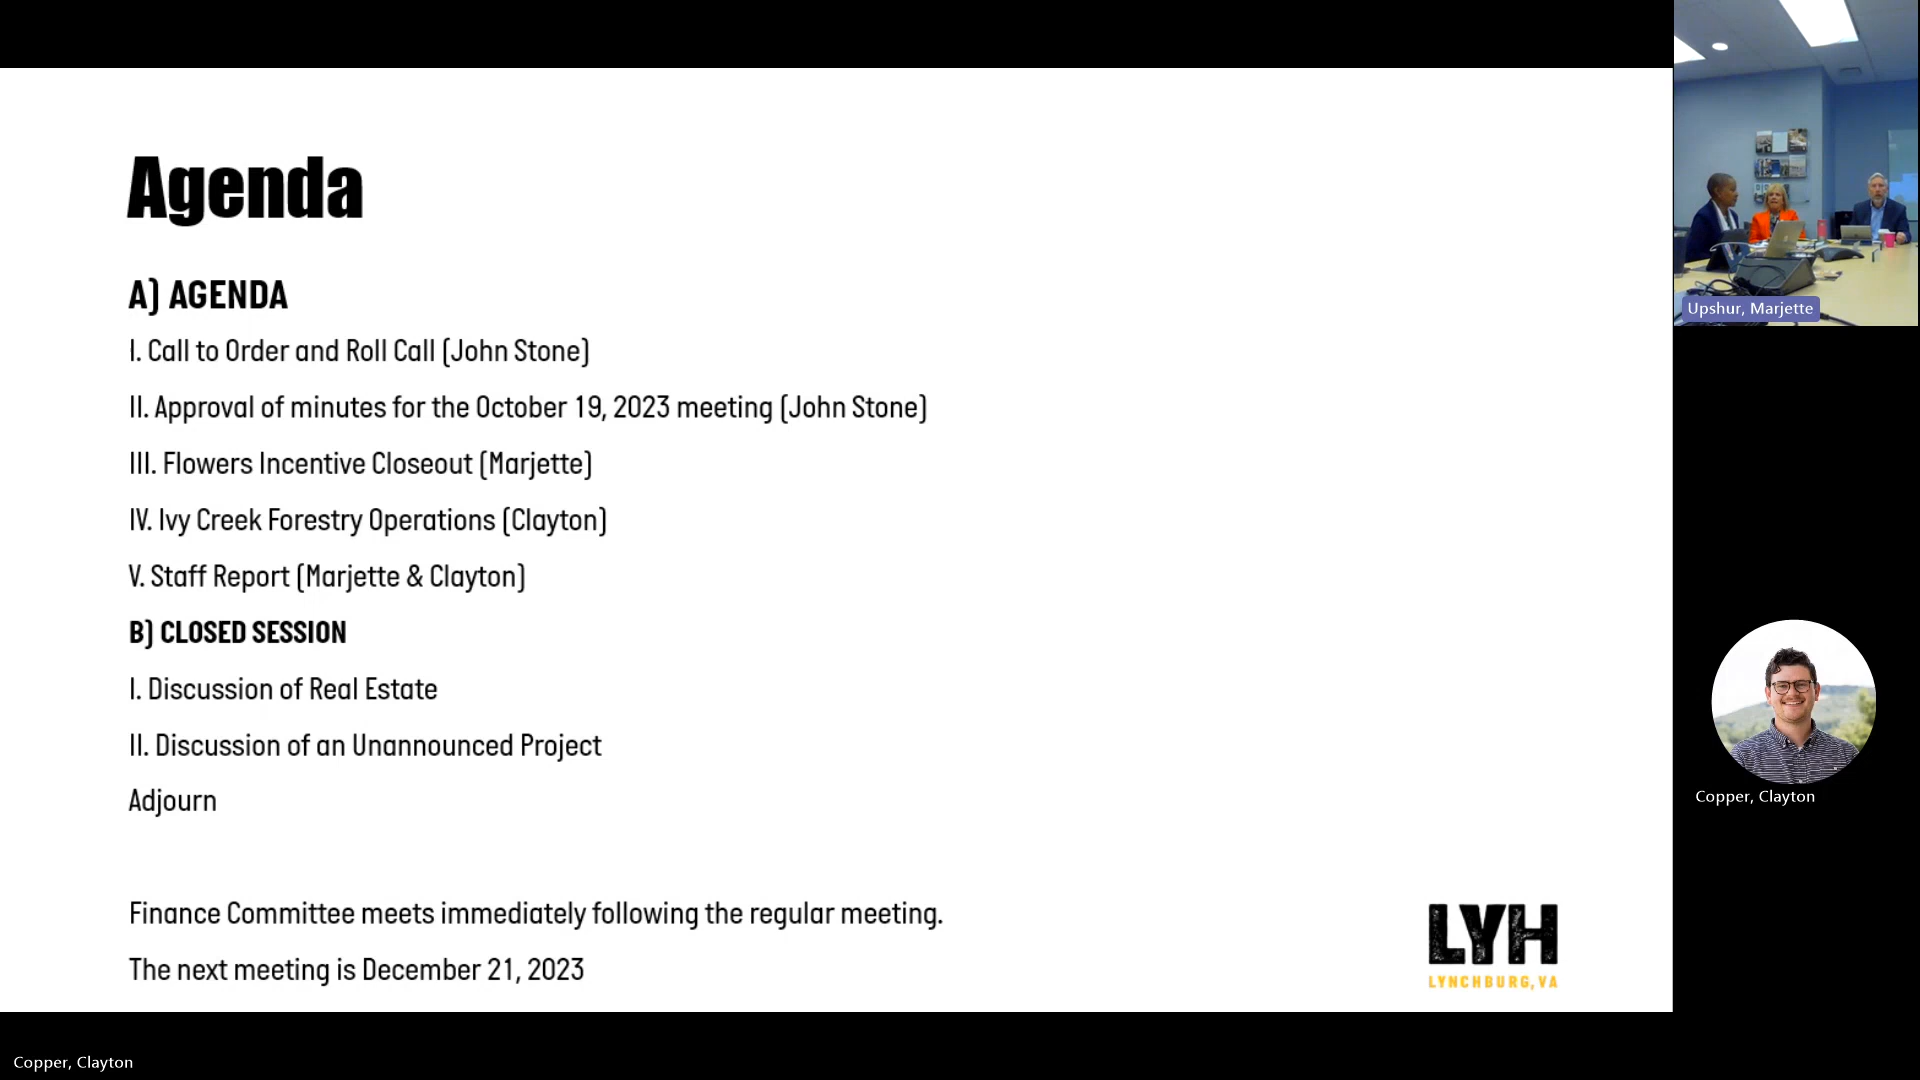 Agenda
A) AGENDA
I. Call to Order and Roll Call (John Stone)
II. Approval of minutes for the October 19, 2023 meeting (John Stone)
III. Flowers Incentive Closeout (Marjette)
IV. Ivy Creek Forestry Operations (Clayton)
V. Staff Report (Marjette & Clayton)
B) CLOSED SESSION
I. Discussion of Real Estate
II. Discussion of an Unannounced Project
Adjourn
Finance Committee meets immediately following the regular meeting.
The next meeting is December 21, 2023
LYH
LYNCHBURG, VA
Upshur, Marjette
Copper, Clayton
Copper, Clayton